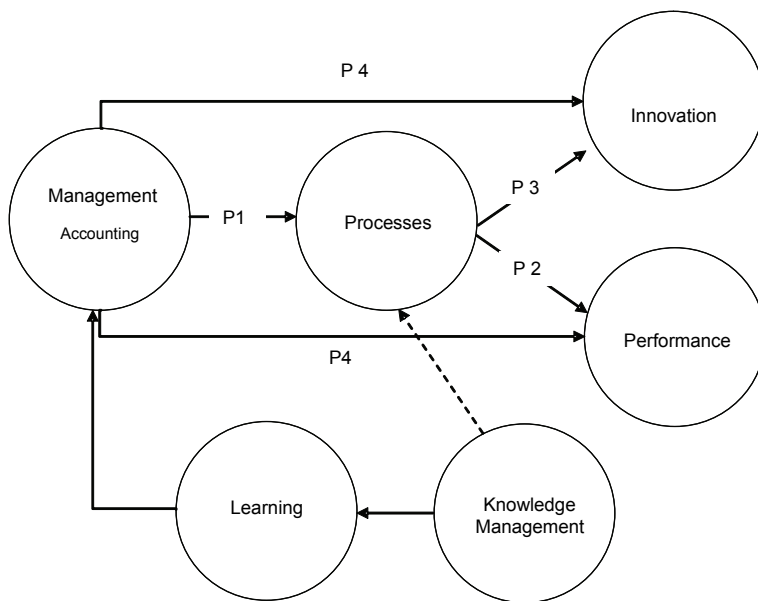 P 4
Innovation
Management
Accounting
P1
Processes
P 3
P 2
P4
Performance
Learning
Knowledge
Management